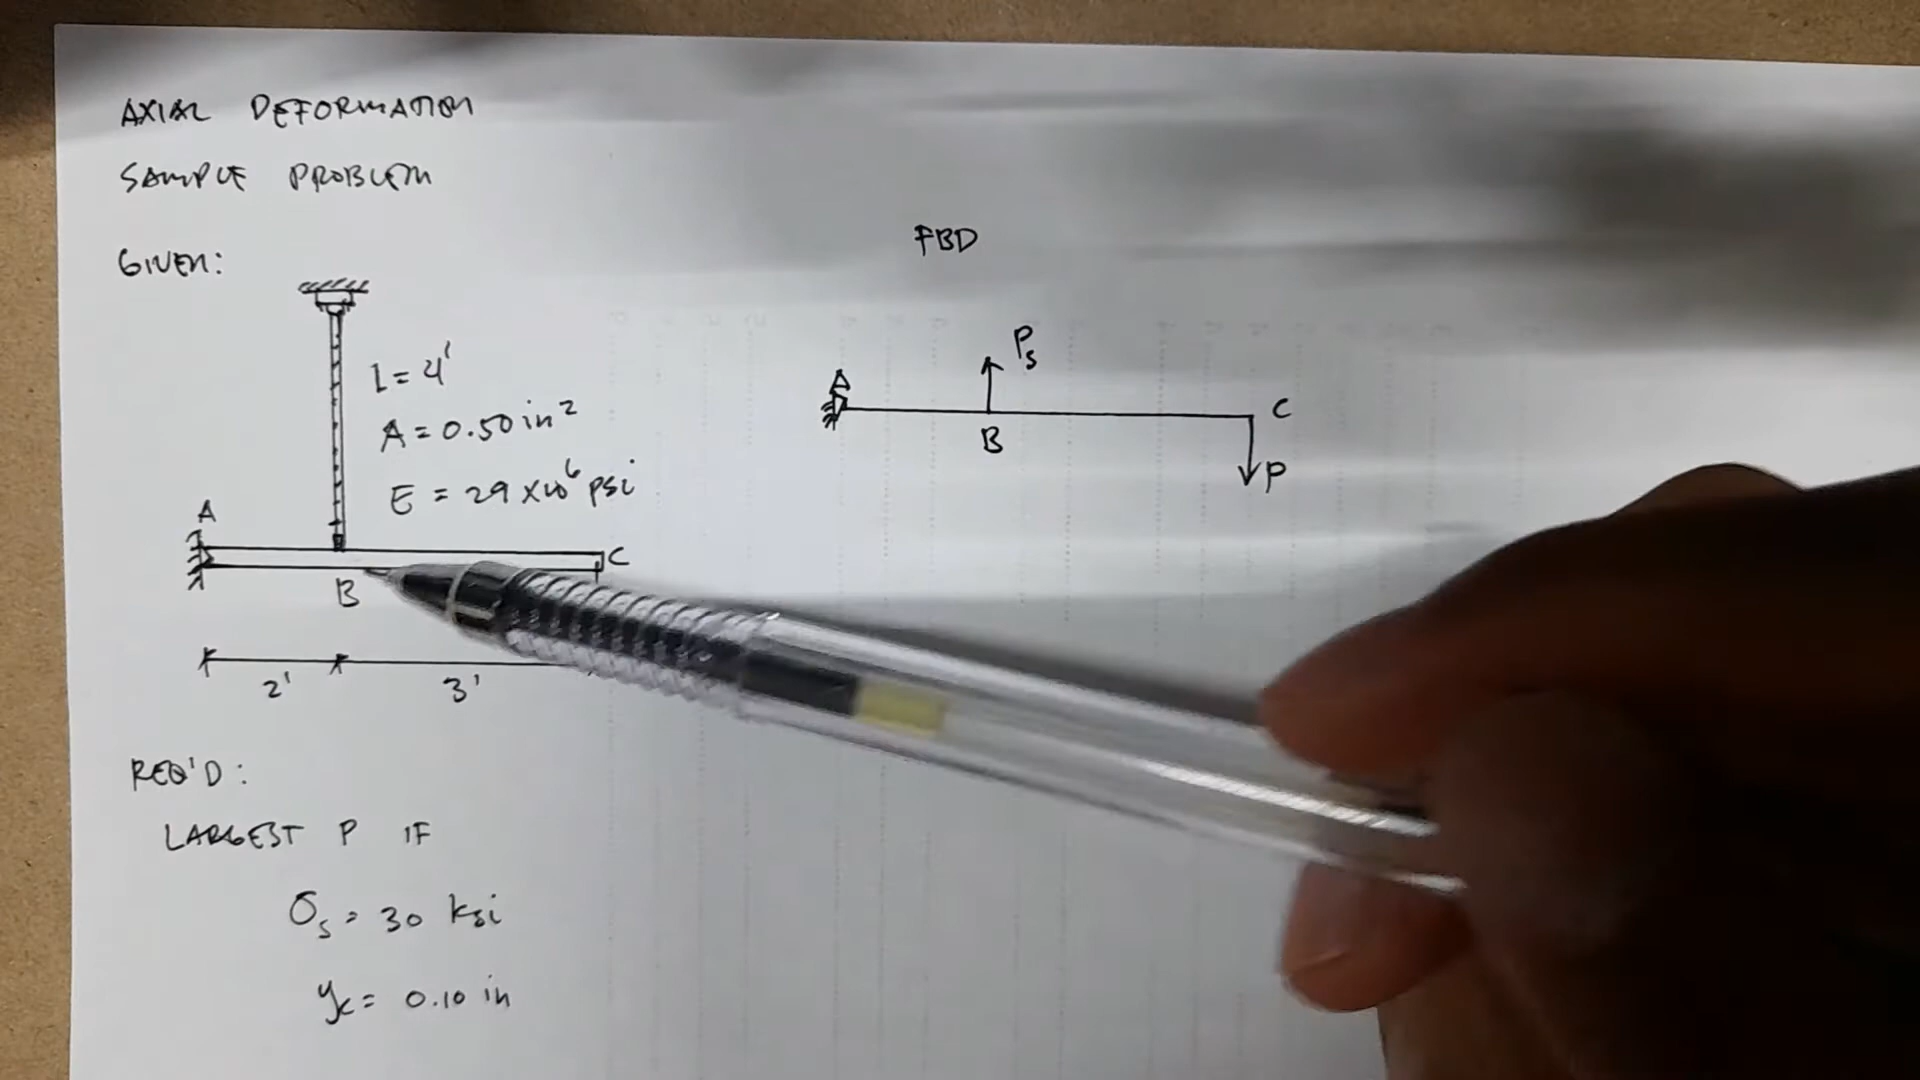 AXIAL DEFORMATION
SAMPLE PROBLEM
GIVEN:
L = 4'
A = 0.50 in²
E = 29 x10⁶ psi
A
B
C
2' 3'
REQ'D:
LARGEST P IF
σs = 30 ksi
yc = 0.10 in
FBD
Ps
A
B
C
P